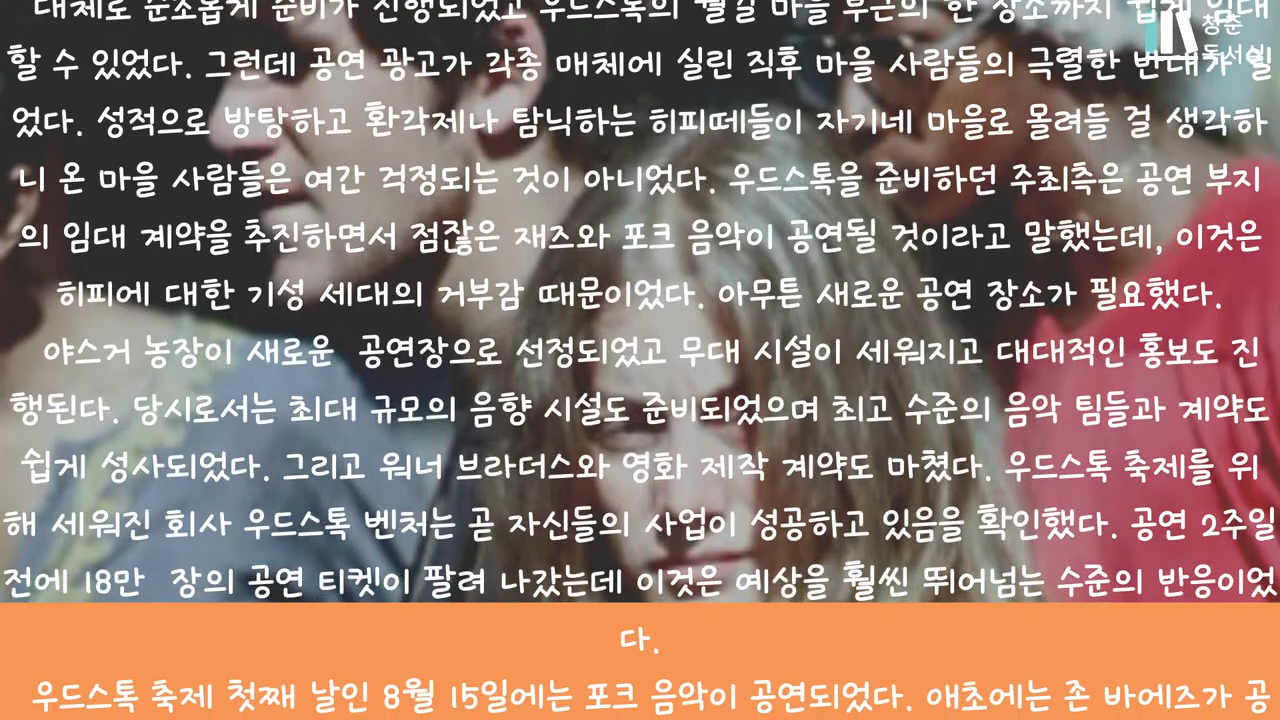 대체로 순조롭게 준비가 진행되었고 우드스톡의 월킬 마을 부근의 한 장소까지 쉽게 임대
할 수 있었다. 그런데 공연 광고가 각종 매체에 실린 직후 마을 사람들의 극렬한 반대가 일
었다. 성적으로 방탕하고 환각제나 탐닉하는 히피떼들이 자기네 마을로 몰려들 걸 생각하
니 온 마을 사람들은 여간 걱정되는 것이 아니었다. 우드스톡을 준비하던 주최측은 공연 부지
의 임대 계약을 추진하면서 점잖은 재즈와 포크 음악이 공연될 것이라고 말했는데, 이것은
히피에 대한 기성 세대의 거부감 때문이었다. 아무튼 새로운 공연 장소가 필요했다.
야스거 농장이 새로운 공연장으로 선정되었고 무대 시설이 세워지고 대대적인 홍보도 진
행된다. 당시로서는 최대 규모의 음향 시설도 준비되었으며 최고 수준의 음악 팀들과 계약도
쉽게 성사되었다. 그리고 워너 브라더스와 영화 제작 계약도 마쳤다. 우드스톡 축제를 위
해 세워진 회사 우드스톡 벤처는 곧 자신들의 사업이 성공하고 있음을 확인했다. 공연 2주일
전에 18만 장의 공연 티켓이 팔려 나갔는데 이것은 예상을 훨씬 뛰어넘는 수준의 반응이었
다.
우드스톡 축제 첫째 날인 8월 15일에는 포크 음악이 공연되었다. 애초에는 존 바에즈가 공
청춘
독서실